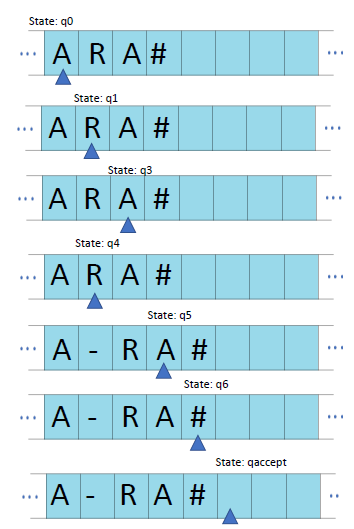 State: q0
... A R A # ...
State: q1
... A R A # ...
State: q3
... A R A # ...
State: q4
... A R A # ...
State: q5
... A - R A # ...
State: q6
... A - R A # ...
State: qaccept
... A - R A # ...